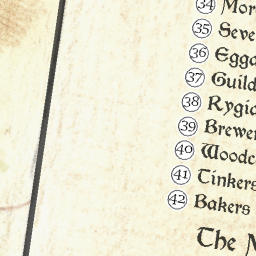 34 Mor
35 Seve
36 Egga
37 Guild
38 Rygic
39 Brewer
40 Woodc
41 Tinkers
42 Bakers
The